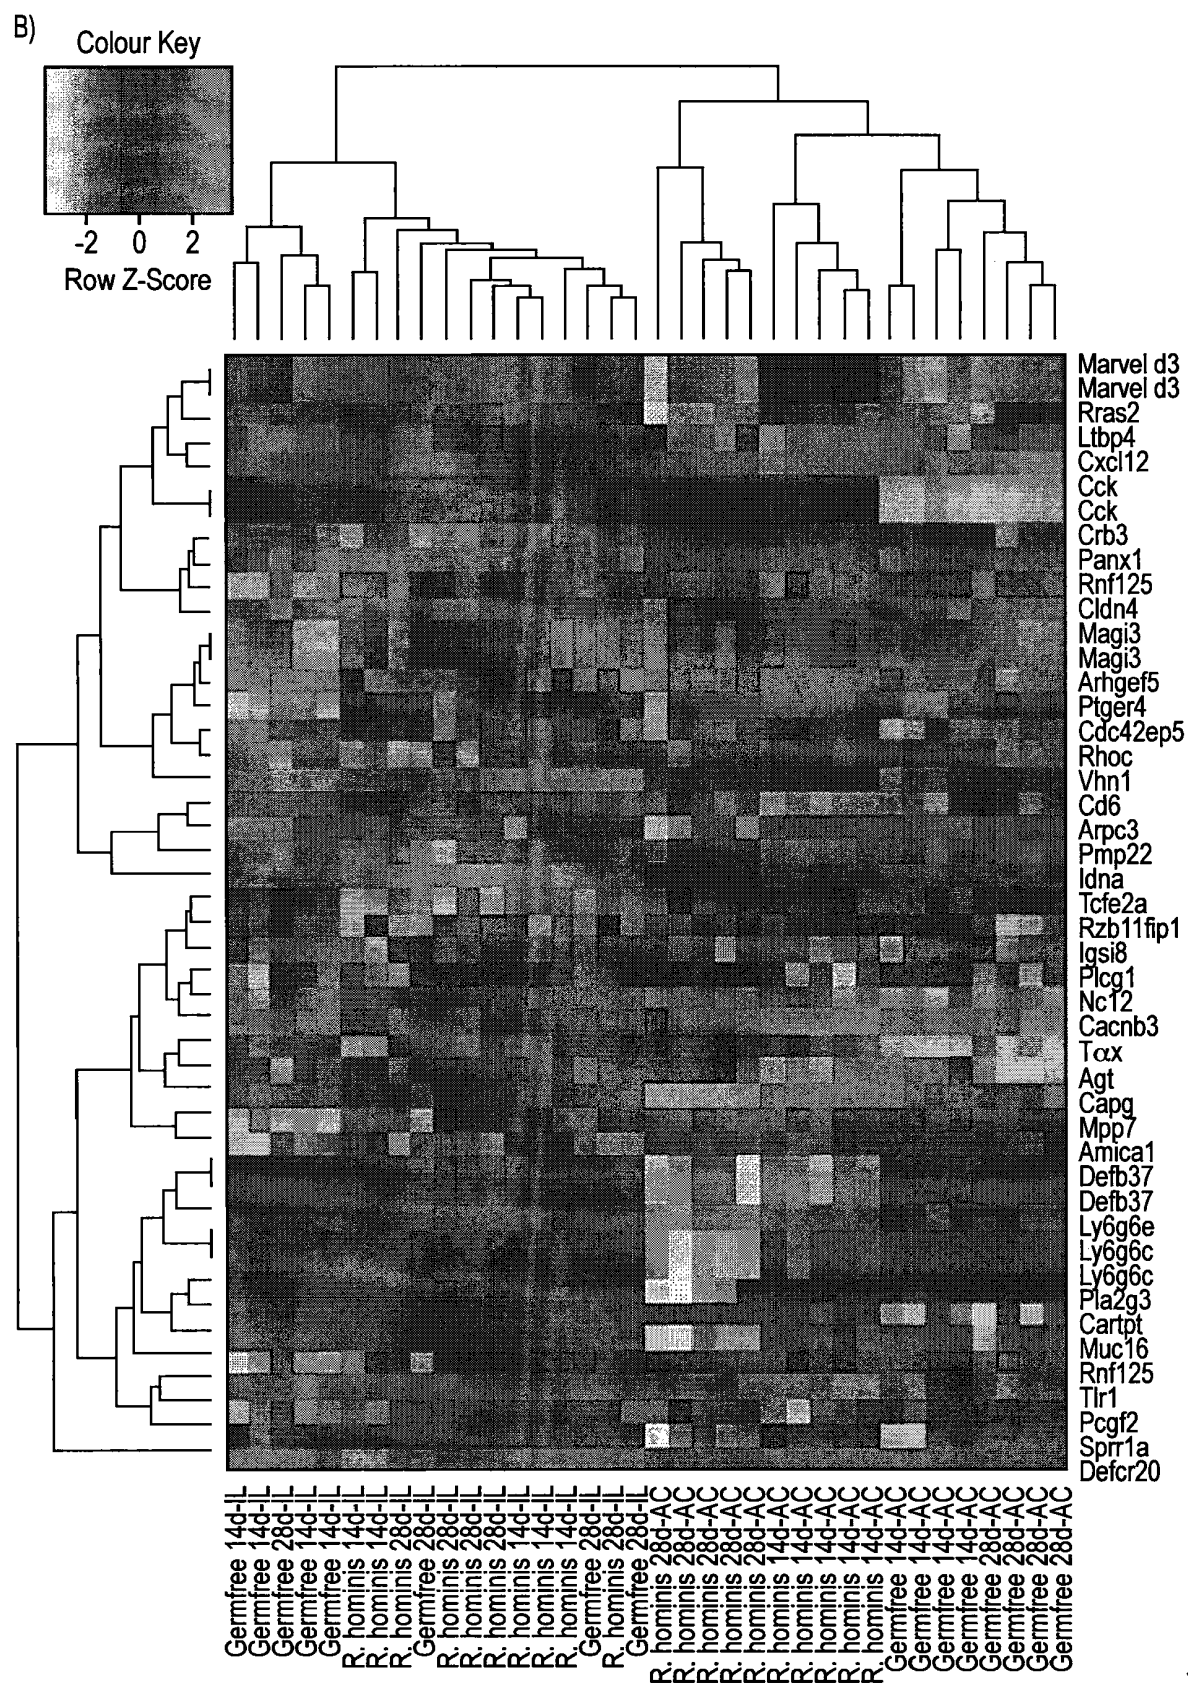 B)
Colour Key
-2 0 2
Row Z-Score
Marvel d3
Marvel d3
Rras2
Ltbp4
Cxcl12
Cck
Cck
Crb3
Panx1
Rnf125
Cldn4
Magi3
Magi3
Arhgef5
Ptger4
Cdc42ep5
Rhoc
Vhn1
Cd6
Arpc3
Pmp22
Idna
Tcfe2a
Rzb11fip1
Igsi8
Plcg1
Nc12
Cacnb3
Tαx
Agt
Capg
Mpp7
Amica1
Defb37
Defb37
Ly6g6e
Ly6g6c
Ly6g6c
Pla2g3
Cartpt
Muc16
Rnf125
Tlr1
Pcgf2
Sprr1a
Defcr20
Germfree 14d-IL
Germfree 14d-IL
Germfree 28d-IL
Germfree 14d-IL
Germfree 14d-IL
R. hominis 14d-IL
R. hominis 14d-IL
R. hominis 28d-IL
Germfree 28d-IL
R. hominis 28d-IL
R. hominis 28d-IL
R. hominis 28d-IL
R. hominis 14d-IL
R. hominis 14d-IL
R. hominis 14d-IL
Germfree 28d-IL
R. hominis 28d-IL
Germfree 28d-IL
R. hominis 28d-AC
R. hominis 28d-AC
R. hominis 28d-AC
R. hominis 28d-AC
R. hominis 28d-AC
R. hominis 14d-AC
R. hominis 14d-AC
R. hominis 14d-AC
R. hominis 14d-AC
R. hominis 14d-AC
Germfree 14d-AC
Germfree 14d-AC
Germfree 14d-AC
Germfree 14d-AC
Germfree 28d-AC
Germfree 28d-AC
Germfree 28d-AC
Germfree 28d-AC